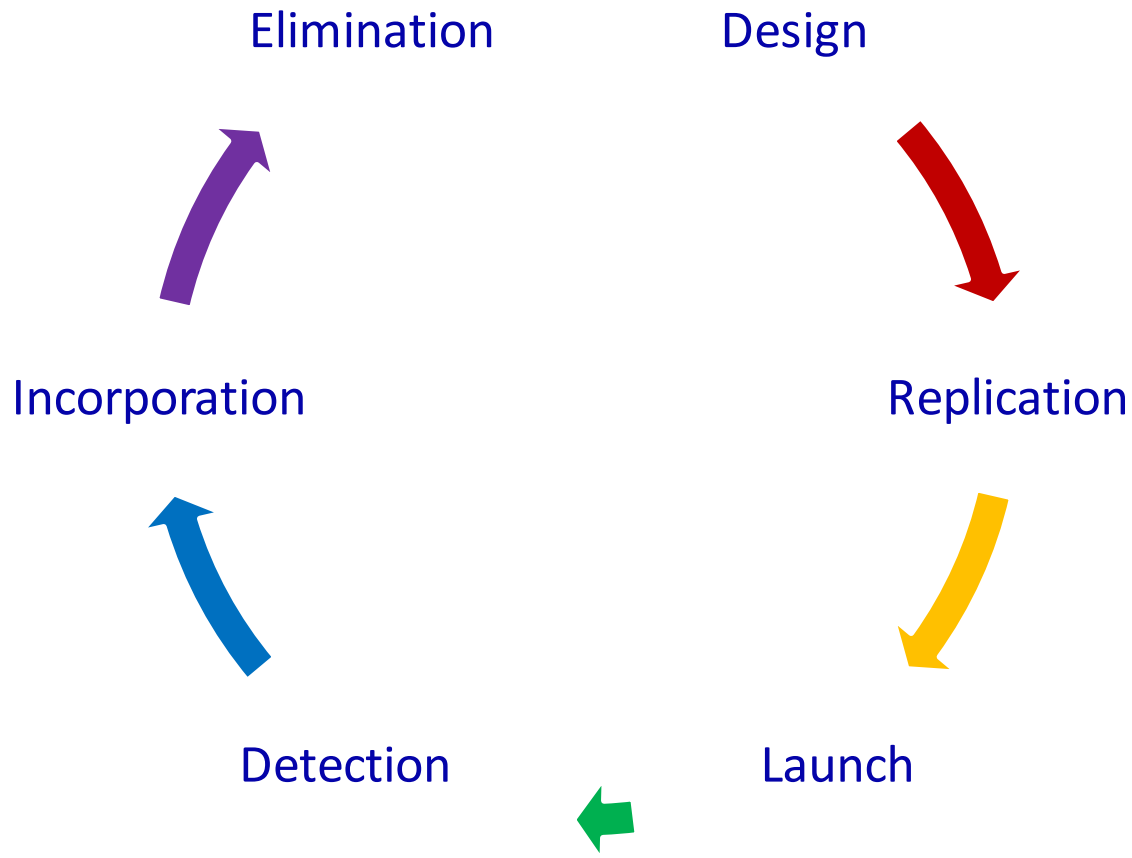 Elimination
Design
Incorporation
Replication
Detection
Launch